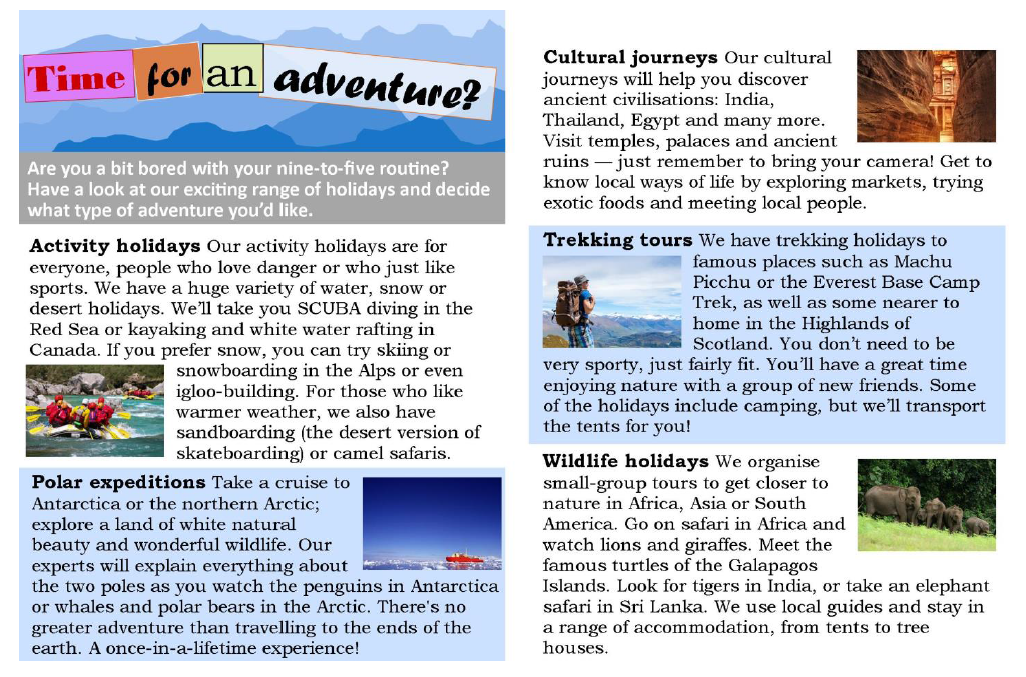 Time for an adventure?
Are you a bit bored with your nine-to-five routine?
Have a look at our exciting range of holidays and decide
what type of adventure you'd like.
Activity holidays Our activity holidays are for
everyone, people who love danger or who just like
sports. We have a huge variety of water, snow or
desert holidays. We'll take you SCUBA diving in the
Red Sea or kayaking and white water rafting in
Canada. If you prefer snow, you can try skiing or
snowboarding in the Alps or even
igloo-building. For those who like
warmer weather, we also have
sandboarding (the desert version of
skateboarding) or camel safaris.
Polar expeditions Take a cruise to
Antarctica or the northern Arctic;
explore a land of white natural
beauty and wonderful wildlife. Our
experts will explain everything about
the two poles as you watch the penguins in Antarctica
or whales and polar bears in the Arctic. There's no
greater adventure than travelling to the ends of the
earth. A once-in-a-lifetime experience!
Cultural journeys Our cultural
journeys will help you discover
ancient civilisations: India,
Thailand, Egypt and many more.
Visit temples, palaces and ancient
ruins — just remember to bring your camera! Get to
know local ways of life by exploring markets, trying
exotic foods and meeting local people.
Trekking tours We have trekking holidays to
famous places such as Machu
Picchu or the Everest Base Camp
Trek, as well as some nearer to
home in the Highlands of
Scotland. You don't need to be
very sporty, just fairly fit. You'll have a great time
enjoying nature with a group of new friends. Some
of the holidays include camping, but we'll transport
the tents for you!
Wildlife holidays We organise
small-group tours to get closer to
nature in Africa, Asia or South
America. Go on safari in Africa and
watch lions and giraffes. Meet the
famous turtles of the Galapagos
Islands. Look for tigers in India, or take an elephant
safari in Sri Lanka. We use local guides and stay in
a range of accommodation, from tents to tree
houses.